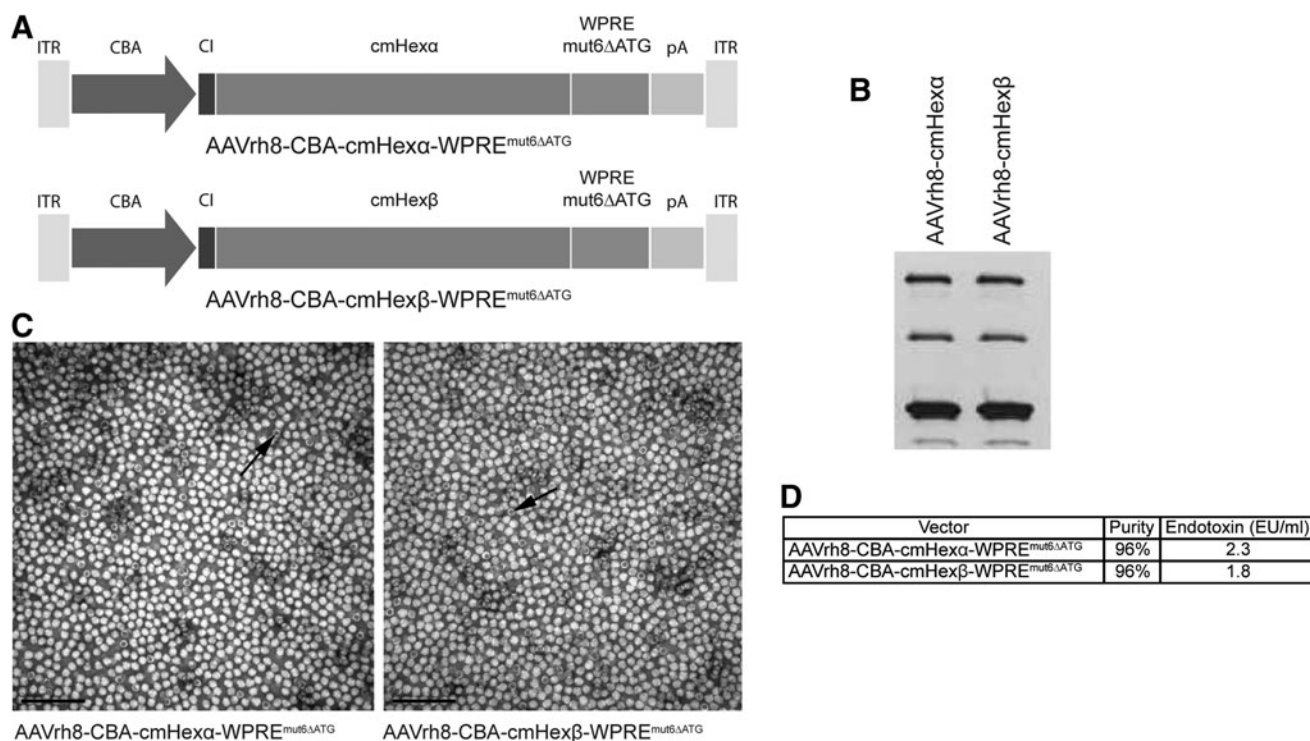 A
WPRE
ITR CBA CI cmHexα mut6ΔATG pA ITR
AAVrh8-CBA-cmHexα-WPREmut6ΔATG
WPRE
ITR CBA CI cmHexβ mut6ΔATG pA ITR
AAVrh8-CBA-cmHexβ-WPREmut6ΔATG
B
AAVrh8-cmHexα
AAVrh8-cmHexβ
C
AAVrh8-CBA-cmHexα-WPREmut6ΔATG
AAVrh8-CBA-cmHexβ-WPREmut6ΔATG
D
Vector Purity Endotoxin (EU/ml)
AAVrh8-CBA-cmHexα-WPREmut6ΔATG 96% 2.3
AAVrh8-CBA-cmHexβ-WPREmut6ΔATG 96% 1.8